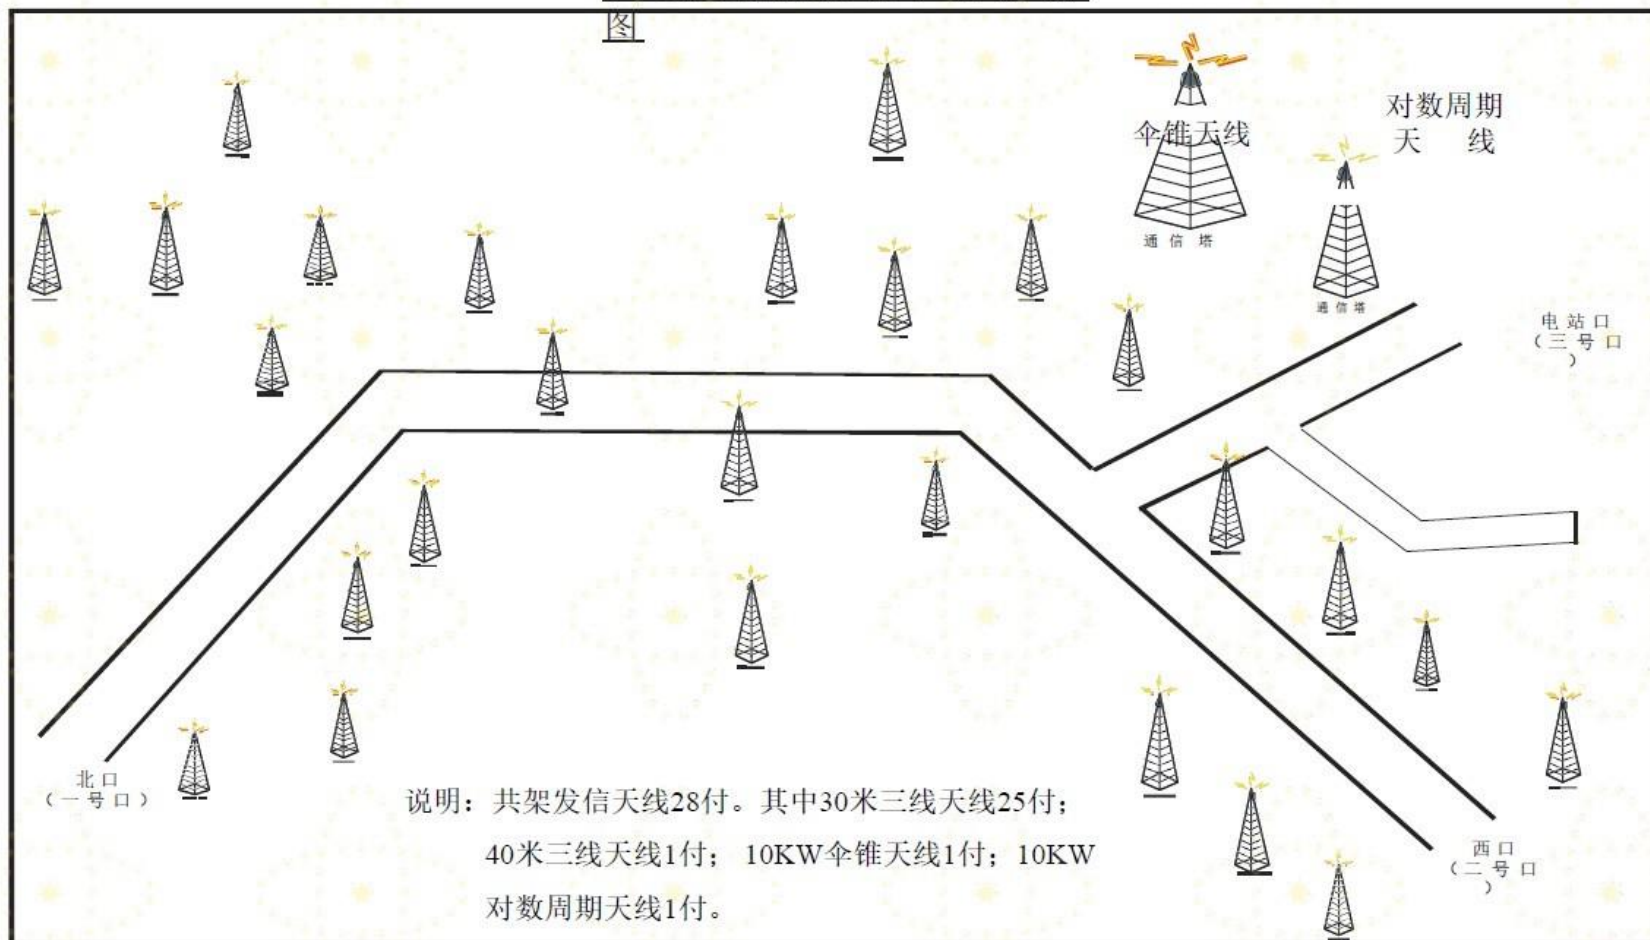 图
对数周期
天 线
伞锥天线
通 信 塔
通 信 塔
电 站 口
（三 号 口
）
北 口
（一 号 口 ）
说明：共架发信天线28付。其中30米三线天线25付；
40米三线天线1付；10KW伞锥天线1付；10KW
对数周期天线1付。
西 口
（二 号 口
）